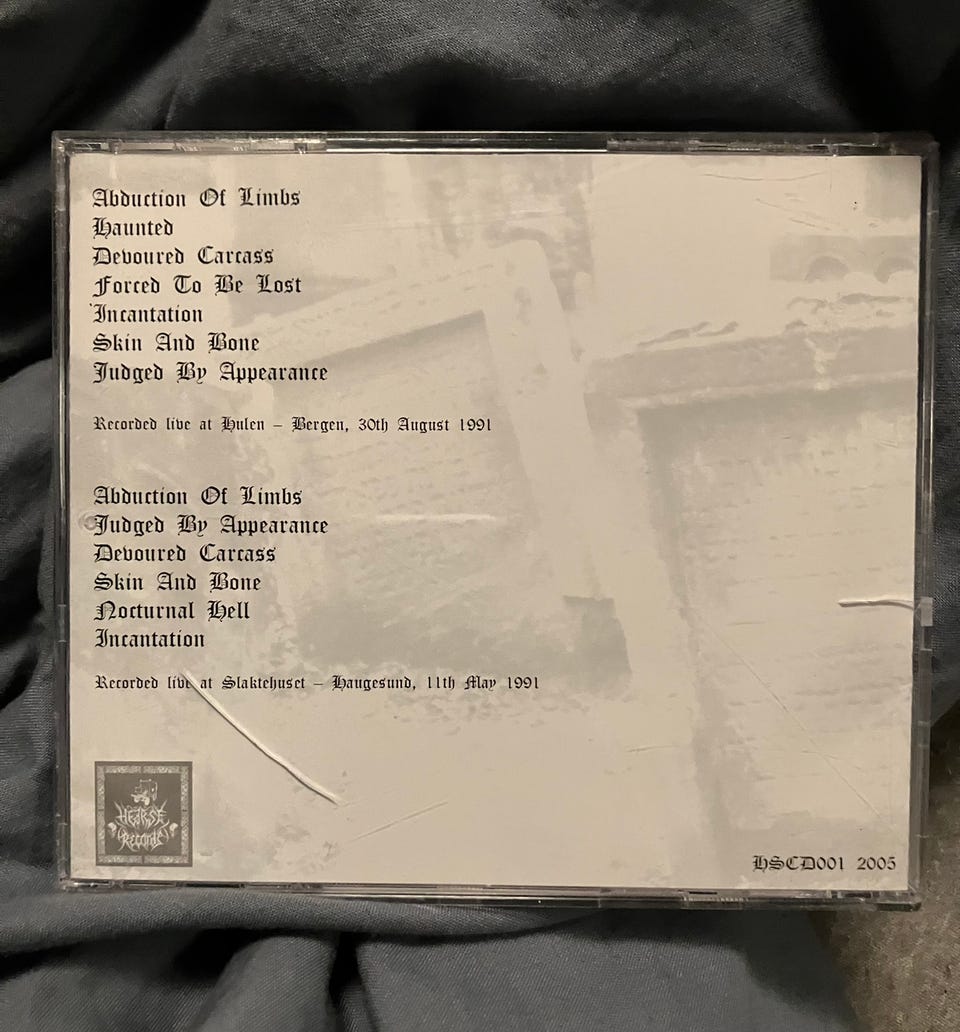 Abduction Of Limbs
Haunted
Devoured Carcass
Forced To Be Lost
Incantation
Skin And Bone
Judged By Appearance
Recorded live at Hulen – Bergen, 30th August 1991
Abduction Of Limbs
Judged By Appearance
Devoured Carcass
Skin And Bone
Nocturnal Hell
Incantation
Recorded live at Slaktehuset – Haugesund, 11th May 1991
HEARSE
Records
HSCD001 2005